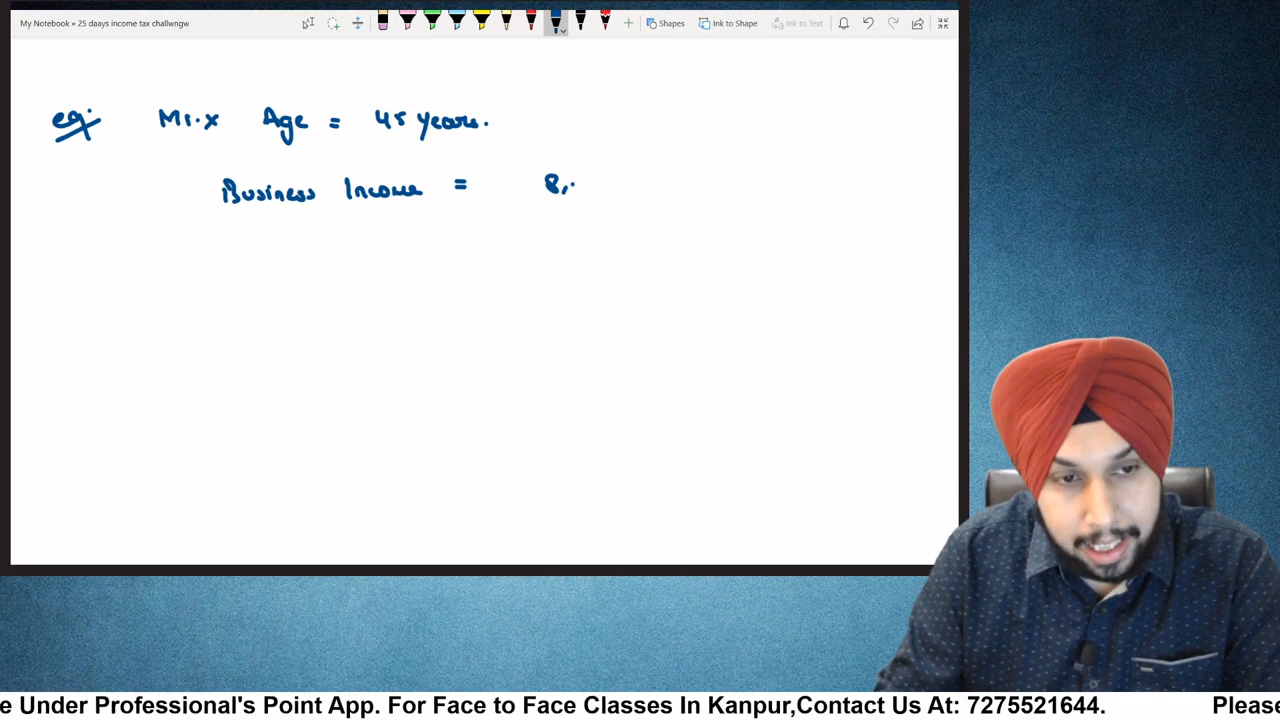 My Notebook » 25 daays income tax challwngw
Shapes
Ink to Shape
Ink to Text
eg: Mr. X Age = 45 years.
Business Income = 8,
e Under Professional's Point App. For Face to Face Classes In Kanpur,Contact Us At: 7275521644. Please